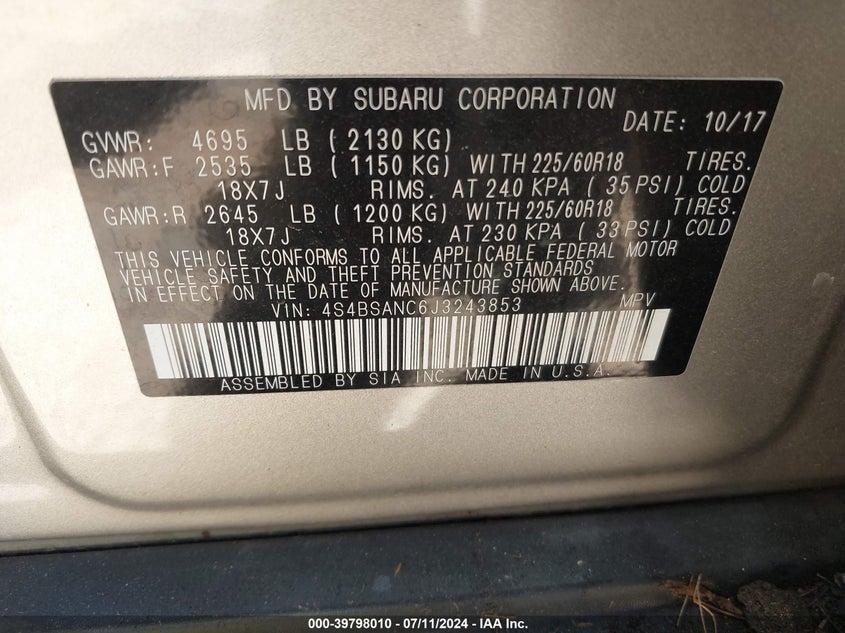 MFD BY SUBARU CORPORATION
DATE: 10/17
GVWR: 4695 LB ( 2130 KG)
GAWR:F 2535 LB ( 1150 KG) WITH 225/60R18 TIRES.
18X7J RIMS. AT 240 KPA ( 35 PSI) COLD
GAWR:R 2645 LB ( 1200 KG) WITH 225/60R18 TIRES.
18X7J RIMS. AT 230 KPA ( 33 PSI) COLD
THIS VEHICLE CONFORMS TO ALL APPLICABLE FEDERAL MOTOR
VEHICLE SAFETY AND THEFT PREVENTION STANDARDS
IN EFFECT ON THE DATE OF MANUFACTURE SHOWN ABOVE.
VIN: 4S4BSANC6J3243853 MPV
ASSEMBLED BY SIA INC. MADE IN U.S.A.
000-39798010 - 07/11/2024 - IAA Inc.